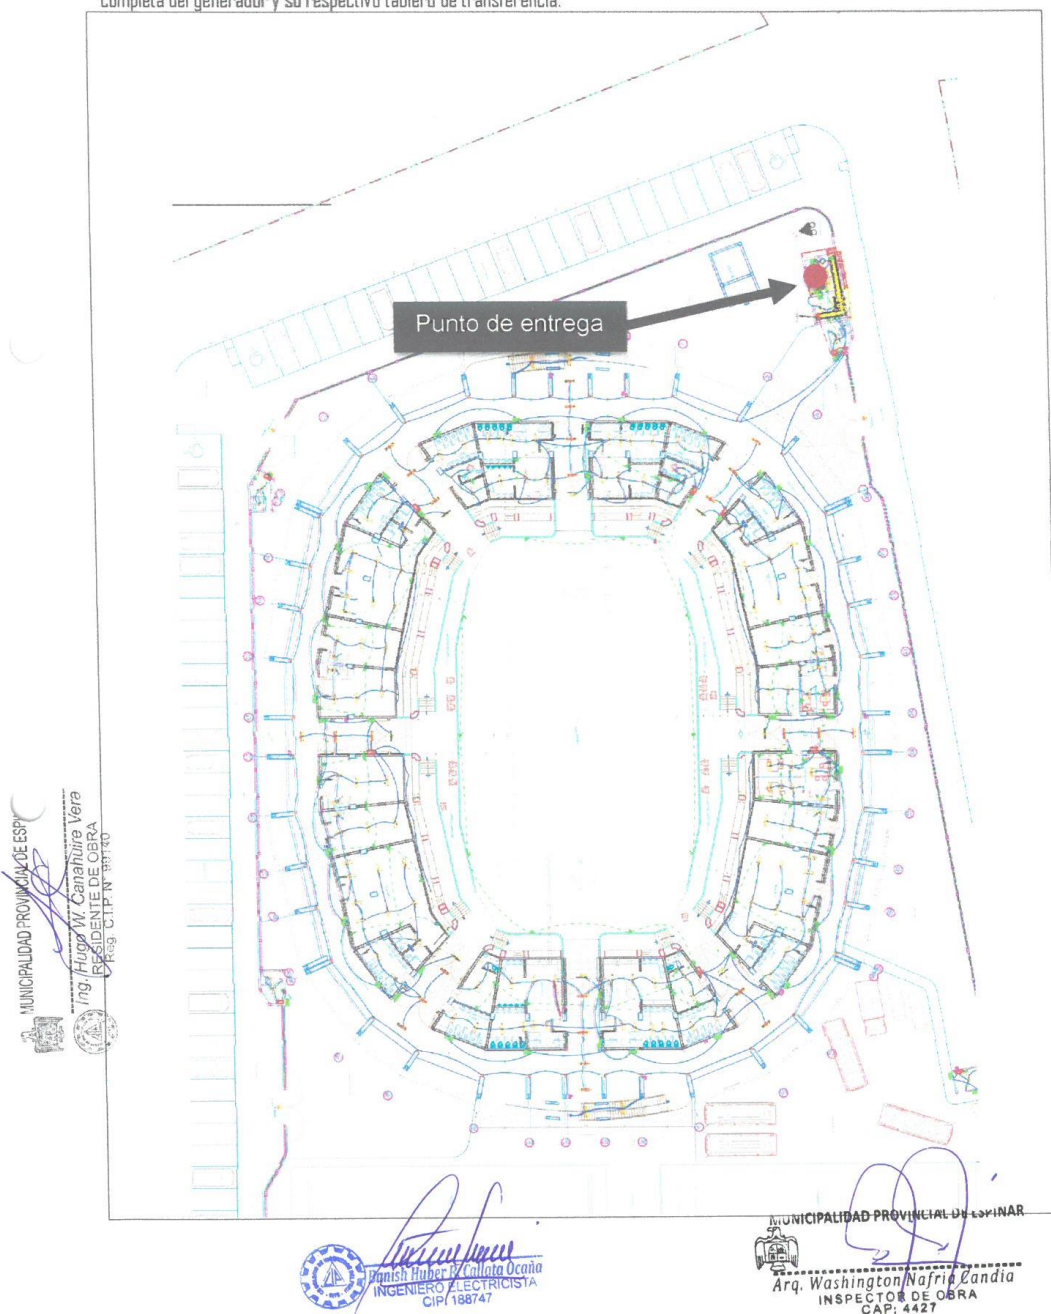 completa del generador y su respectivo tablero de transferencia.
Punto de entrega
MUNICIPALIDAD PROVINCIAL DE ESPI
Ing. Hugo W. Canahuire Vera
RESIDENTE DE OBRA
Reg. C.I.P. N° 99140
Danish Huber Callata Ocaña
INGENIERO ELECTRICISTA
CIP: 188747
MUNICIPALIDAD PROVINCIAL DE ESPINAR
Arq. Washington Nafria Candia
INSPECTOR DE OBRA
CAP: 4427